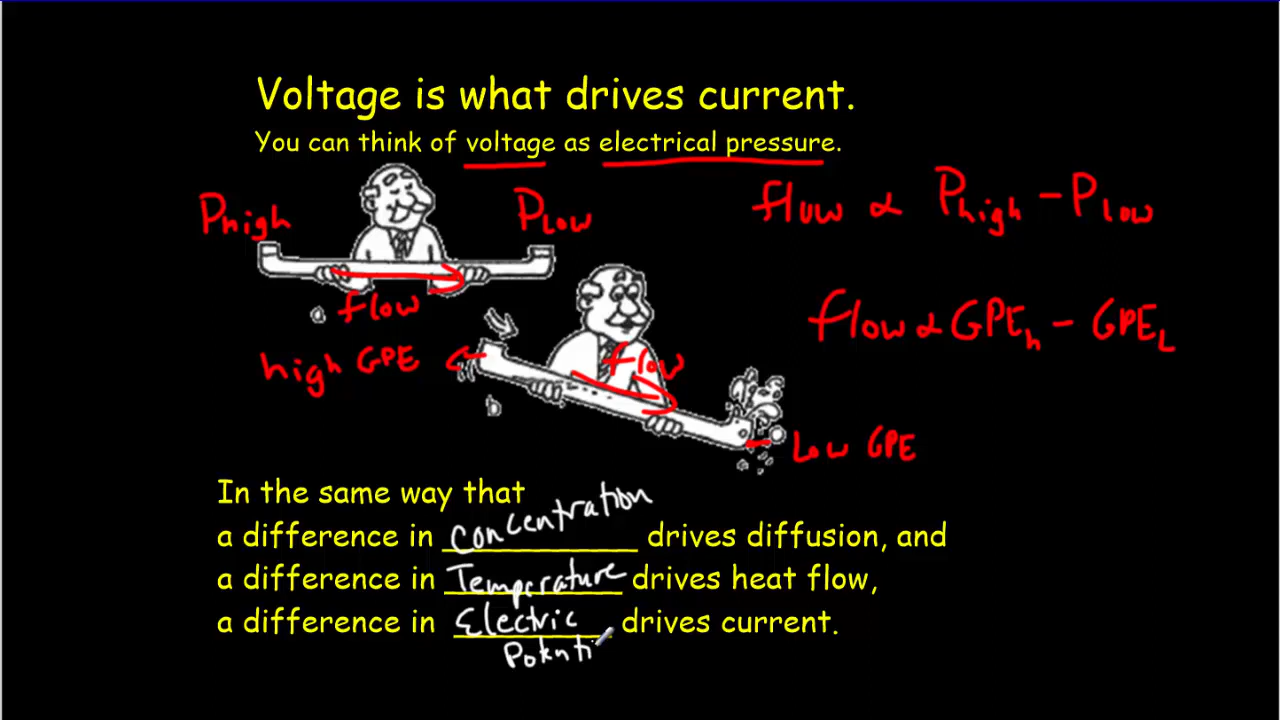 Voltage is what drives current.
You can think of voltage as electrical pressure.
Phigh PLow flow ∝ Phigh - PLow
a flow
flow ∝ GPEh - GPEL
high GPE flow
b
Low GPE
In the same way that
a difference in Concentration drives diffusion, and
a difference in Temperature drives heat flow,
a difference in Electric drives current.
Potenti